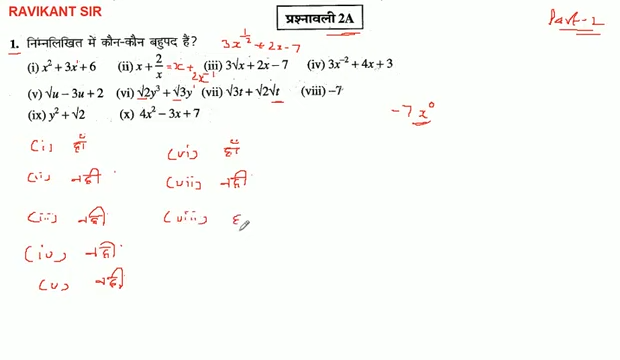 RAVIKANT SIR
प्रश्नावली 2A
Part-2
1. निम्नलिखित में कौन-कौन बहुपद हैं? 3x^{1/2} + 2x - 7
(i) x² + 3x + 6 (ii) x + 2/x = x + 2x⁻¹ (iii) 3√x + 2x − 7 (iv) 3x⁻² + 4x + 3
(v) √u − 3u + 2 (vi) √2y³ + √3y (vii) √3t + √2√t (viii) −7
-7x⁰
(ix) y² + √2 (x) 4x² − 3x + 7
(i) हाँ (vi) हाँ
(ii) नहीं (vii) नहीं
(iii) नहीं (viii)
(iv) नहीं
(v) नहीं